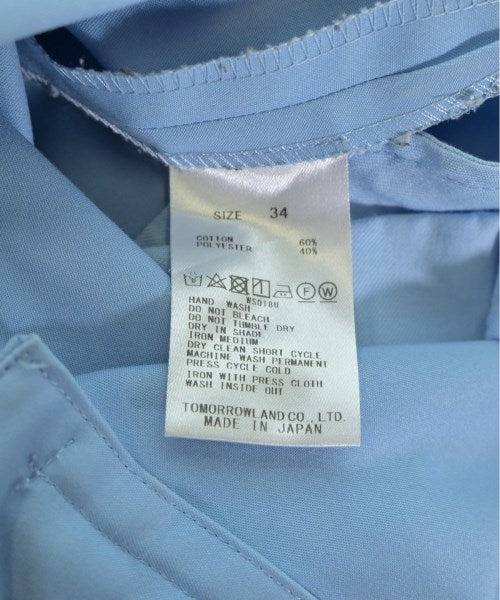 SIZE 34
COTTON 60%
POLYESTER 40%
F W
WS018U
HAND WASH
DO NOT BLEACH
DO NOT TUMBLE DRY
DRY IN SHADE
IRON MEDIUM
DRY CLEAN SHORT CYCLE
MACHINE WASH PERMANENT
PRESS CYCLE COLD
IRON WITH PRESS CLOTH
WASH INSIDE OUT
TOMORROWLAND CO., LTD.
MADE IN JAPAN